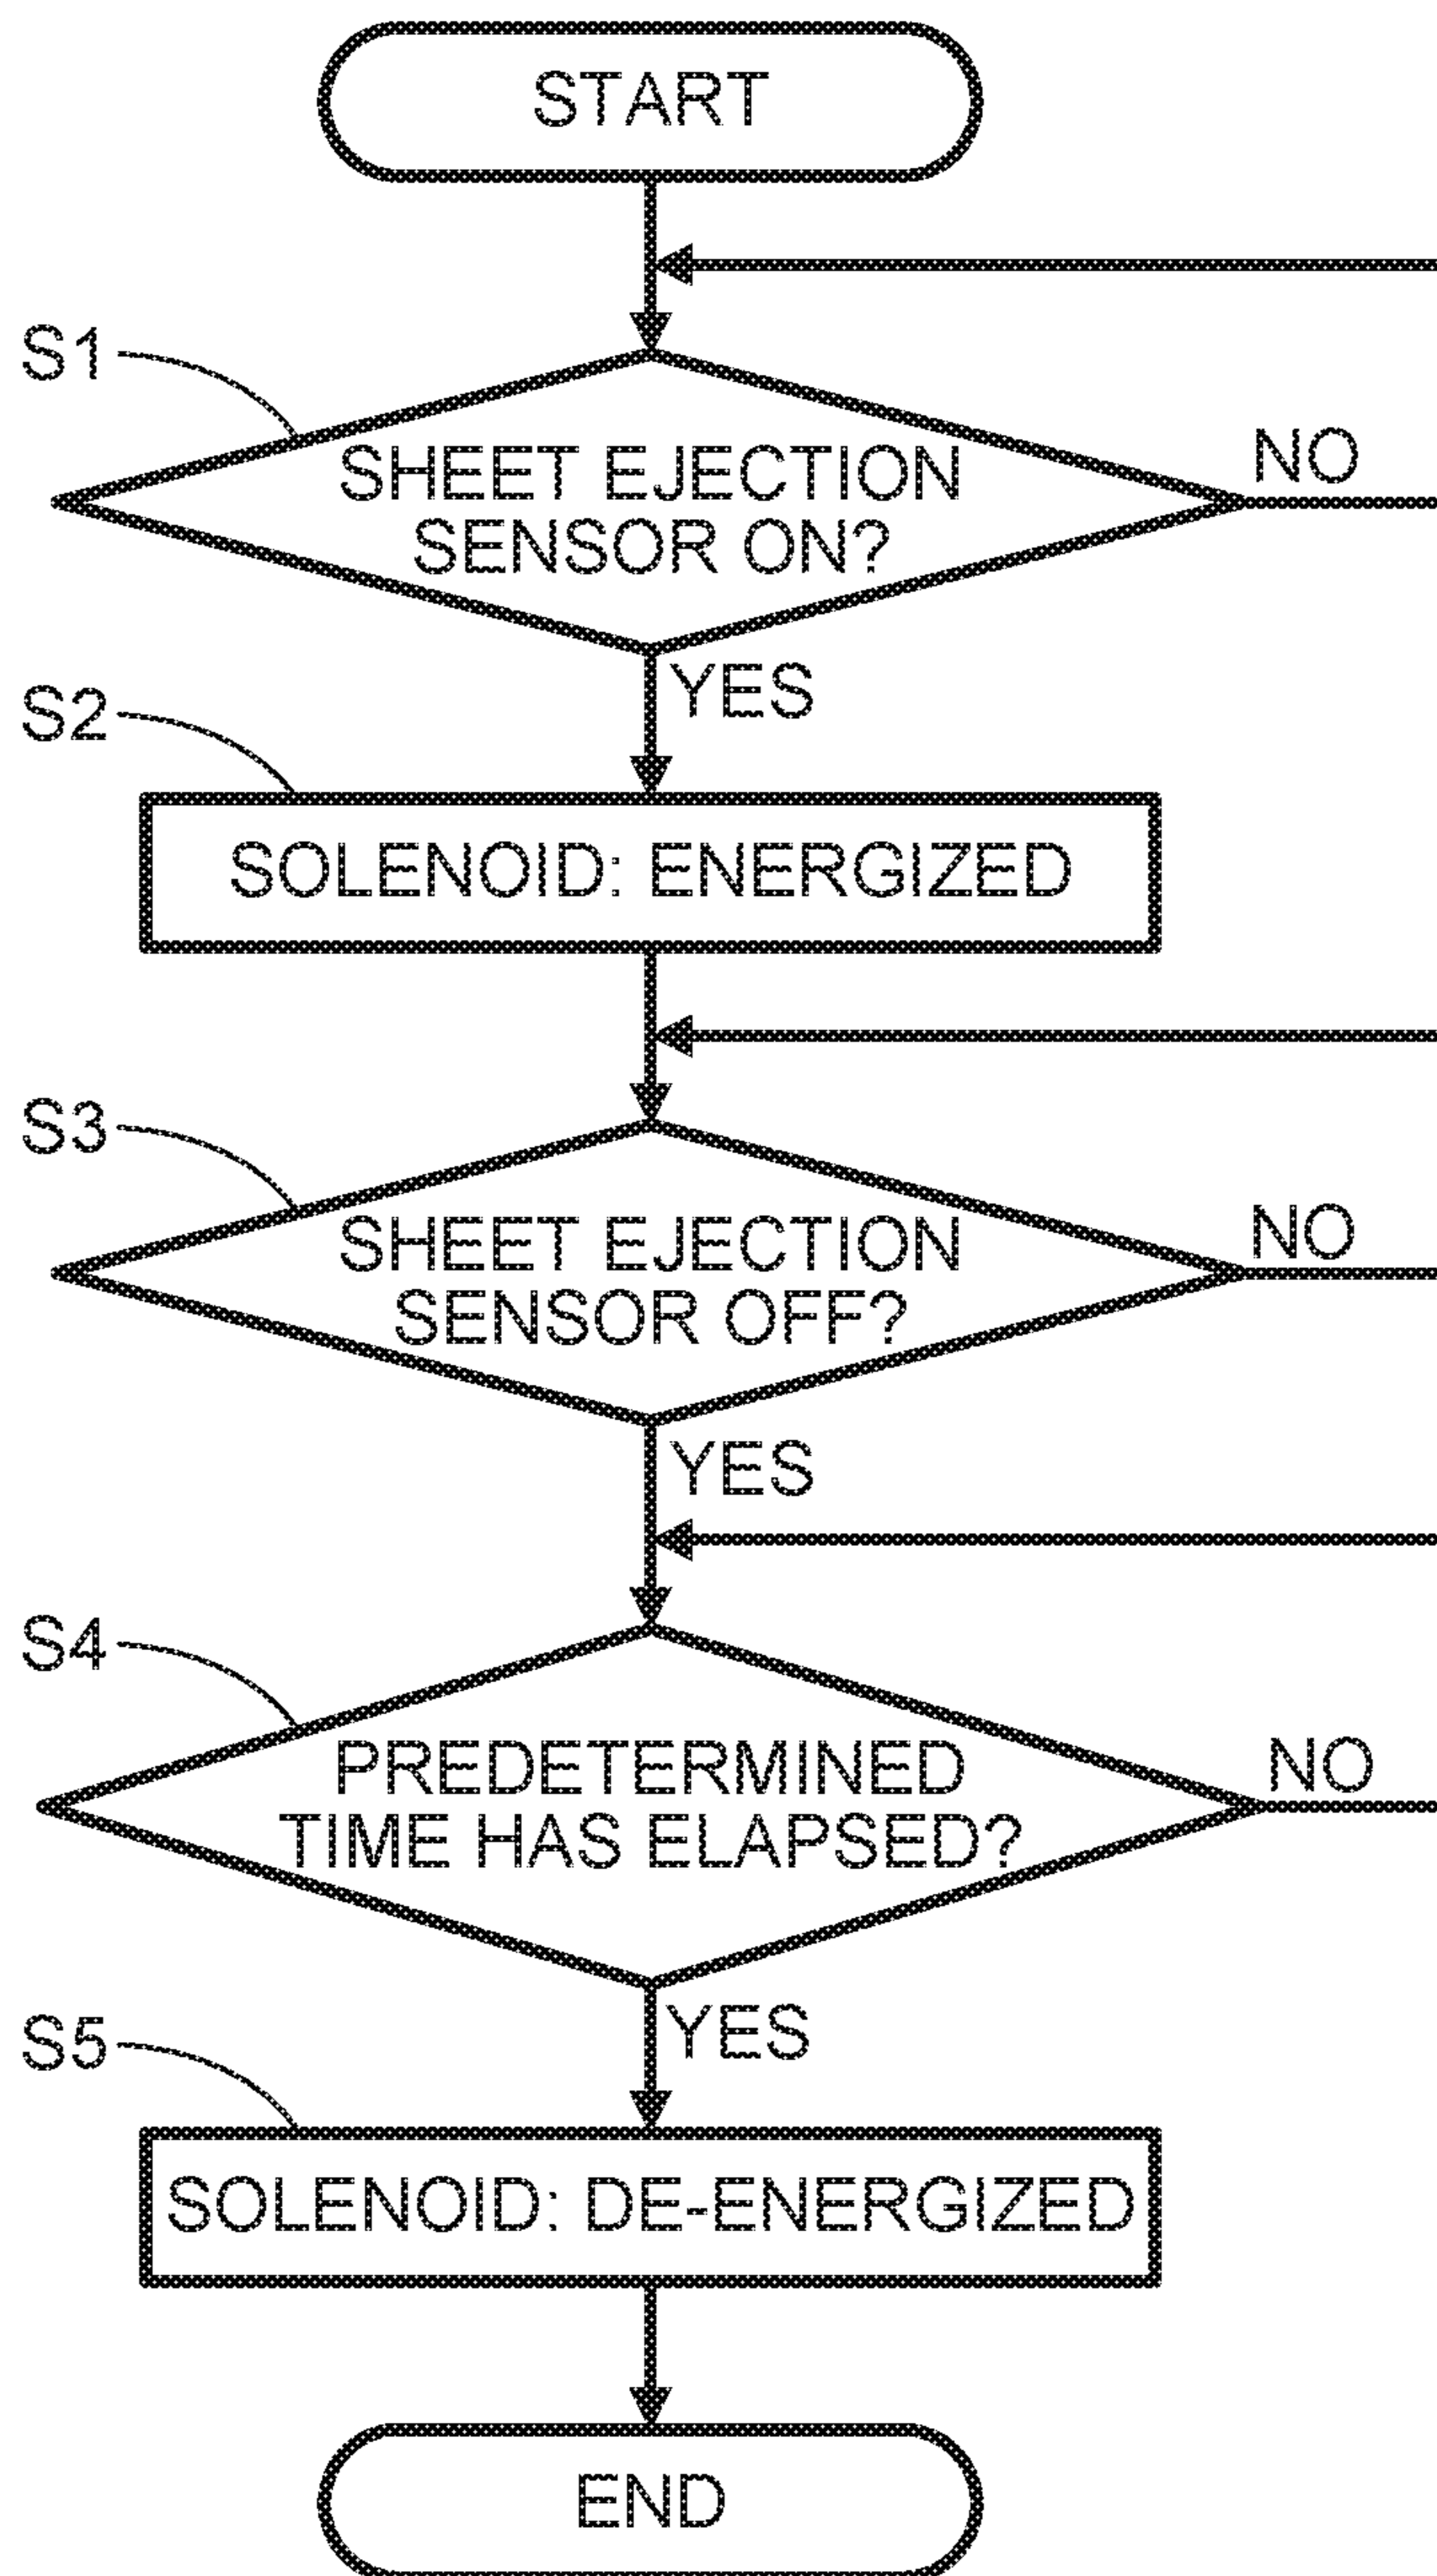 START
S1
SHEET EJECTION
SENSOR ON?
NO
YES
S2
SOLENOID: ENERGIZED
S3
SHEET EJECTION
SENSOR OFF?
NO
YES
S4
PREDETERMINED
TIME HAS ELAPSED?
NO
YES
S5
SOLENOID: DE-ENERGIZED
END